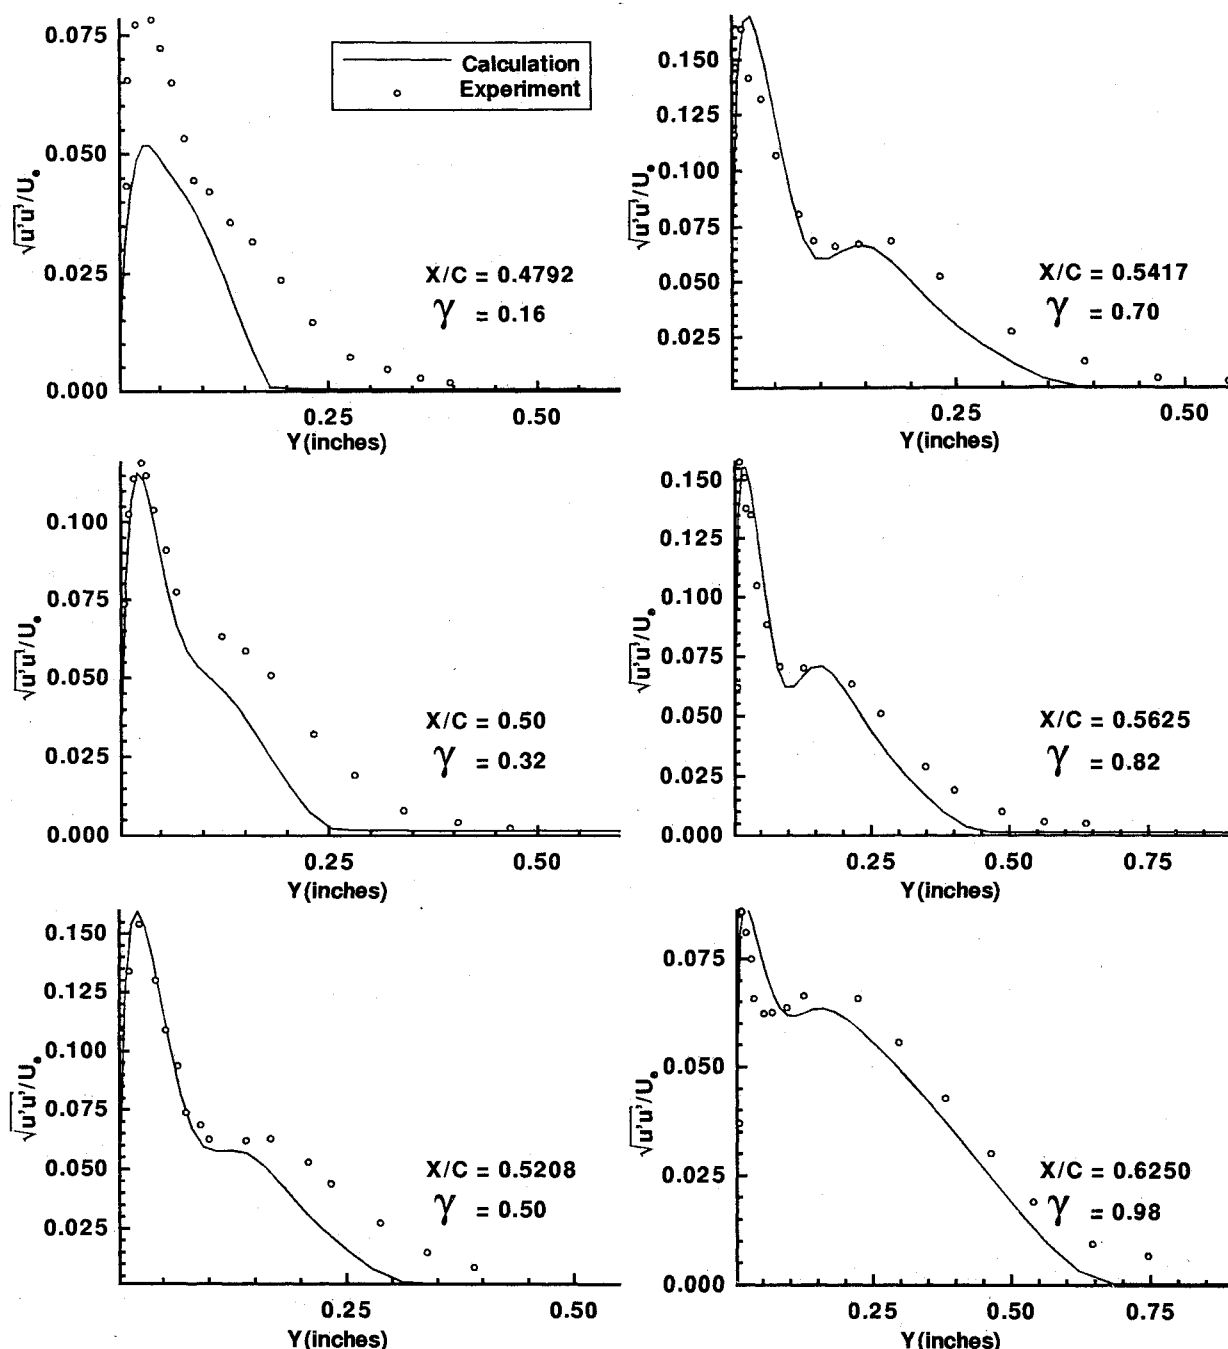 Calculation
Experiment
0.075
0.050
0.025
0.000
√u'u'/Uₑ
X/C = 0.4792
γ = 0.16
0.25 0.50
Y(inches)
0.150
0.125
0.100
0.075
0.050
0.025
√u'u'/Uₑ
X/C = 0.5417
γ = 0.70
0.25 0.50
Y(inches)
0.100
0.075
0.050
0.025
0.000
√u'u'/Uₑ
X/C = 0.50
γ = 0.32
0.25 0.50
Y(inches)
0.150
0.125
0.100
0.075
0.050
0.025
0.000
√u'u'/Uₑ
X/C = 0.5625
γ = 0.82
0.25 0.50 0.75
Y(inches)
0.150
0.125
0.100
0.075
0.050
0.025
√u'u'/Uₑ
X/C = 0.5208
γ = 0.50
0.25 0.50
Y(inches)
0.075
0.050
0.025
0.000
√u'u'/Uₑ
X/C = 0.6250
γ = 0.98
0.25 0.50 0.75
Y(inches)